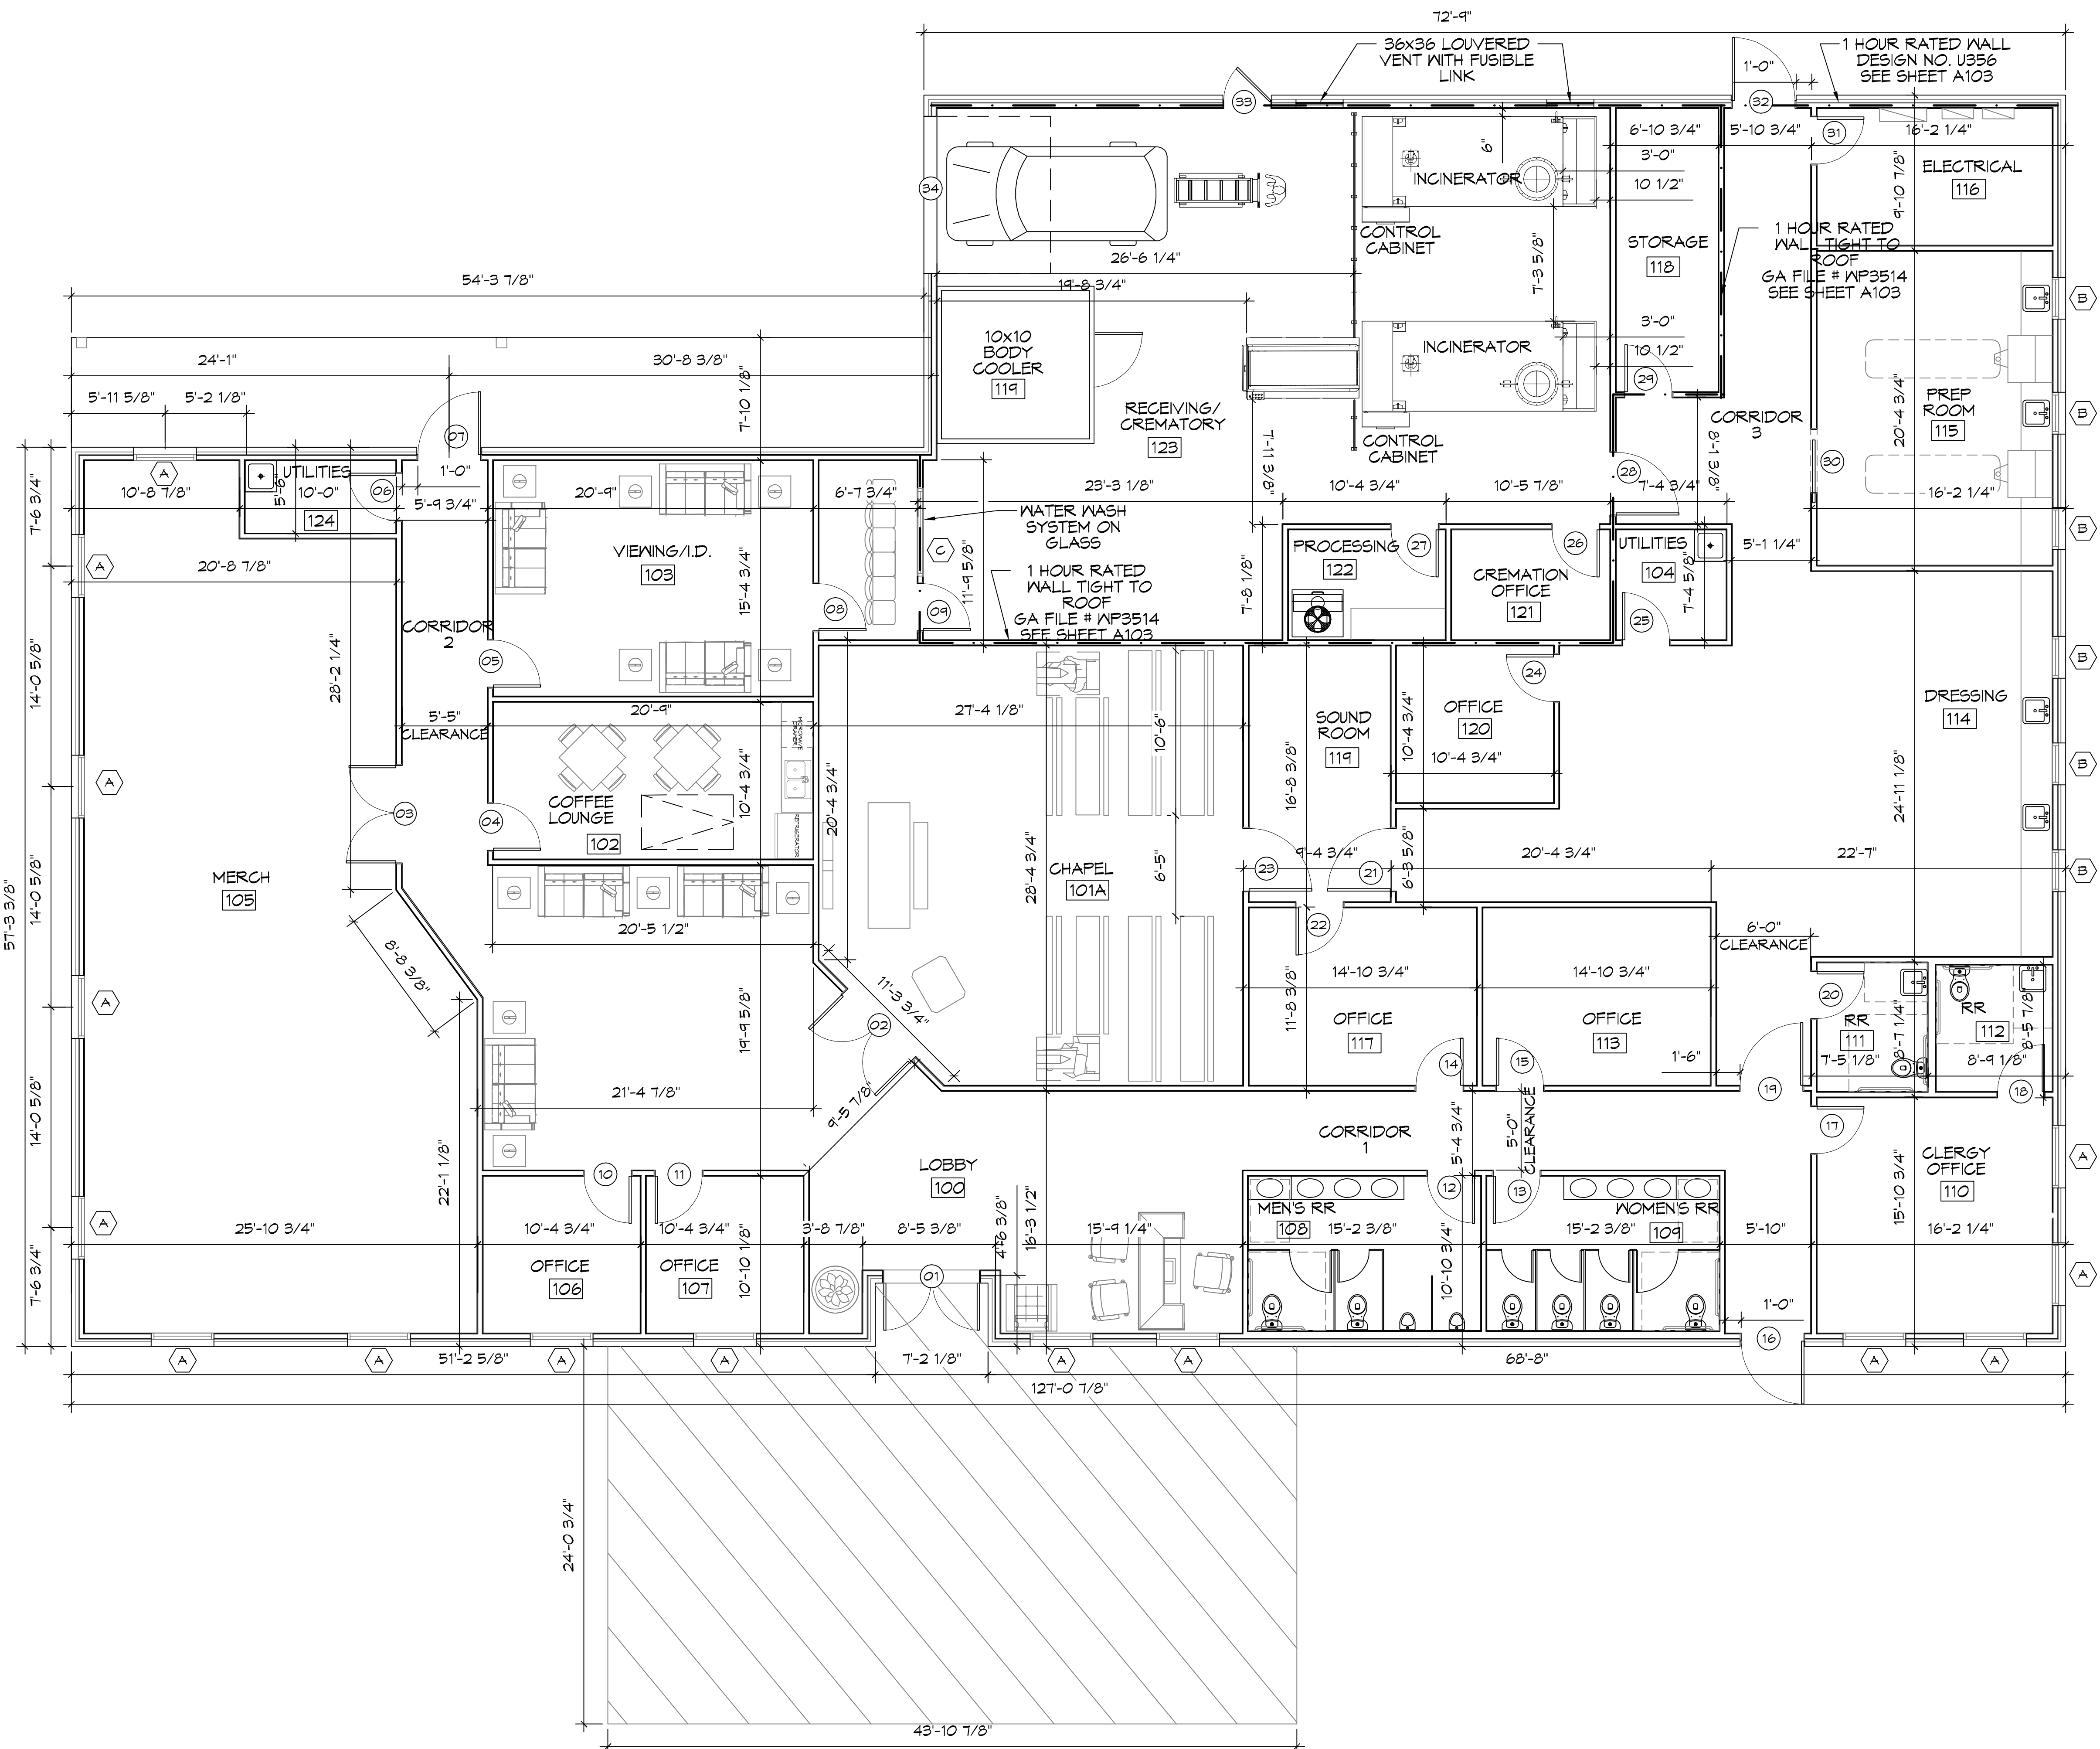 72'-9"
36x36 LOUVERED
VENT WITH FUSIBLE
LINK
1'-0"
1 HOUR RATED WALL
DESIGN NO. U356
SEE SHEET A103
33
32
31
6'-10 3/4"
5'-10 3/4"
16'-2 1/4"
6"
3'-0"
10 1/2"
INCINERATOR
ELECTRICAL
116
9'-10 7/8"
34
CONTROL
CABINET
STORAGE
118
1 HOUR RATED
WALL TIGHT TO
ROOF
GA FILE # WP3514
SEE SHEET A103
26'-6 1/4"
7'-3 5/8"
54'-3 7/8"
19'-8 3/4"
B
10x10
BODY
COOLER
119
3'-0"
10 1/2"
INCINERATOR
24'-1"
30'-8 3/8"
7'-10 1/8"
29
5'-11 5/8"
5'-2 1/8"
RECEIVING/
CREMATORY
123
CORRIDOR
3
PREP
ROOM
115
20'-4 3/4"
B
07
CONTROL
CABINET
7'-11 3/8"
8'-1 3/8"
30
28
A
UTILITIES
124
5'-6"
10'-0"
06
1'-0"
10'-8 7/8"
5'-9 3/4"
20'-9"
6'-7 3/4"
23'-3 1/8"
10'-4 3/4"
10'-5 7/8"
7'-4 3/4"
16'-2 1/4"
7'-6 3/4"
WATER WASH
SYSTEM ON
GLASS
B
VIEWING/I.D.
103
C
PROCESSING
122
27
26
UTILITIES
104
5'-1 1/4"
A
20'-8 7/8"
15'-4 3/4"
11'-9 5/8"
1 HOUR RATED
WALL TIGHT TO
ROOF
GA FILE # WP3514
SEE SHEET A103
7'-8 1/8"
CREMATION
OFFICE
121
7'-4 5/8"
08
09
25
CORRIDOR
2
28'-2 1/4"
05
14'-0 5/8"
24
B
5'-5"
CLEARANCE
20'-9"
27'-4 1/8"
10'-6"
SOUND
ROOM
119
OFFICE
120
10'-4 3/4"
10'-4 3/4"
DRESSING
114
REFRIGERATOR
16'-8 3/8"
24'-11 1/8"
B
A
COFFEE
LOUNGE
102
10'-4 3/4"
20'-4 3/4"
03
04
57'-3 3/8"
14'-0 5/8"
MERCH
105
28'-4 3/4"
CHAPEL
101A
6'-5"
23
9'-4 3/4"
21
6'-3 5/8"
20'-4 3/4"
22'-7"
B
22
20'-5 1/2"
8'-8 3/8"
6'-0"
CLEARANCE
11'-3 3/4"
14'-10 3/4"
14'-10 3/4"
A
19'-9 5/8"
02
11'-8 3/8"
OFFICE
117
OFFICE
113
20
RR
111
8'-7 1/4"
RR
112
8'-5 7/8"
14
15
1'-6"
7'-5 1/8"
8'-9 1/8"
21'-4 7/8"
9'-5 7/8"
19
18
14'-0 5/8"
22'-1 1/8"
CORRIDOR
1
5'-4 3/4"
5'-0"
CLEARANCE
17
LOBBY
100
10
11
12
13
CLERGY
OFFICE
110
15'-10 3/4"
A
A
25'-10 3/4"
10'-4 3/4"
10'-4 3/4"
3'-8 7/8"
8'-5 3/8"
4'-6 3/8"
16'-3 1/2"
15'-9 1/4"
MEN'S RR
108
15'-2 3/8"
15'-2 3/8"
WOMEN'S RR
109
5'-10"
16'-2 1/4"
7'-6 3/4"
OFFICE
106
OFFICE
107
10'-10 1/8"
01
10'-10 3/4"
1'-0"
16
A
A
A
51'-2 5/8"
A
A
7'-2 1/8"
A
A
68'-8"
A
A
127'-0 7/8"
24'-0 3/4"
43'-10 7/8"